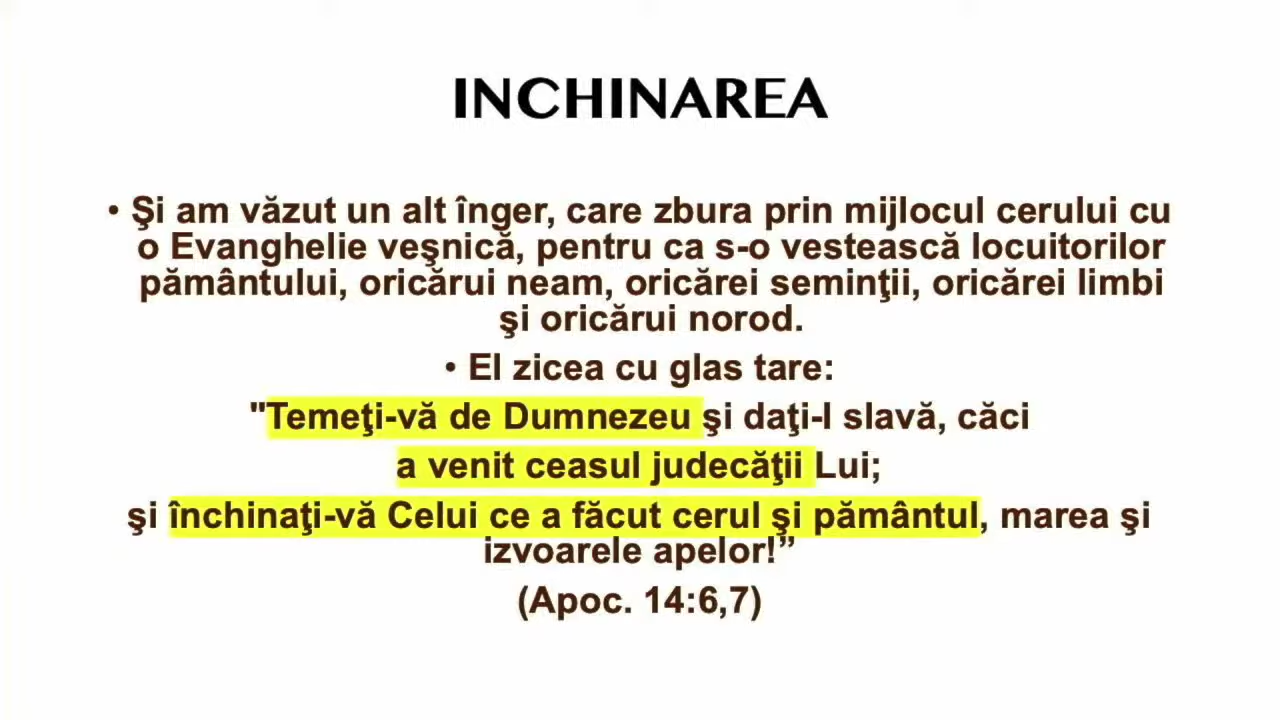 INCHINAREA
• Şi am văzut un alt înger, care zbura prin mijlocul cerului cu
o Evanghelie veşnică, pentru ca s-o vestească locuitorilor
pământului, oricărui neam, oricărei seminţii, oricărei limbi
şi oricărui norod.
• El zicea cu glas tare:
"Temeţi-vă de Dumnezeu şi daţi-I slavă, căci
a venit ceasul judecăţii Lui;
şi închinaţi-vă Celui ce a făcut cerul şi pământul, marea şi
izvoarele apelor!”
(Apoc. 14:6,7)